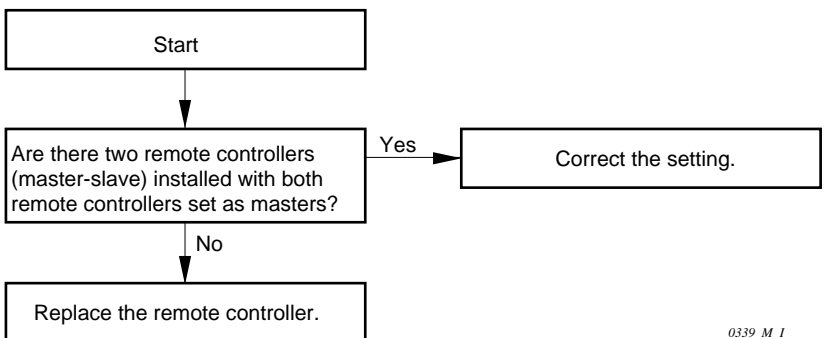 Start
Are there two remote controllers
(master-slave) installed with both
remote controllers set as masters?
Yes
Correct the setting.
No
Replace the remote controller.
0339_M_I